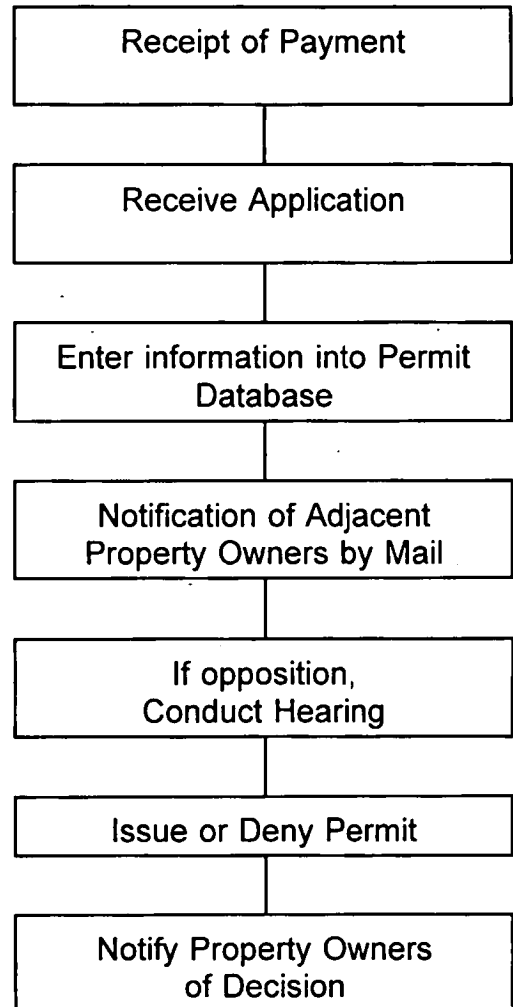 Receipt of Payment
Receive Application
Enter information into Permit
Database
Notification of Adjacent
Property Owners by Mail
If opposition,
Conduct Hearing
Issue or Deny Permit
Notify Property Owners
of Decision